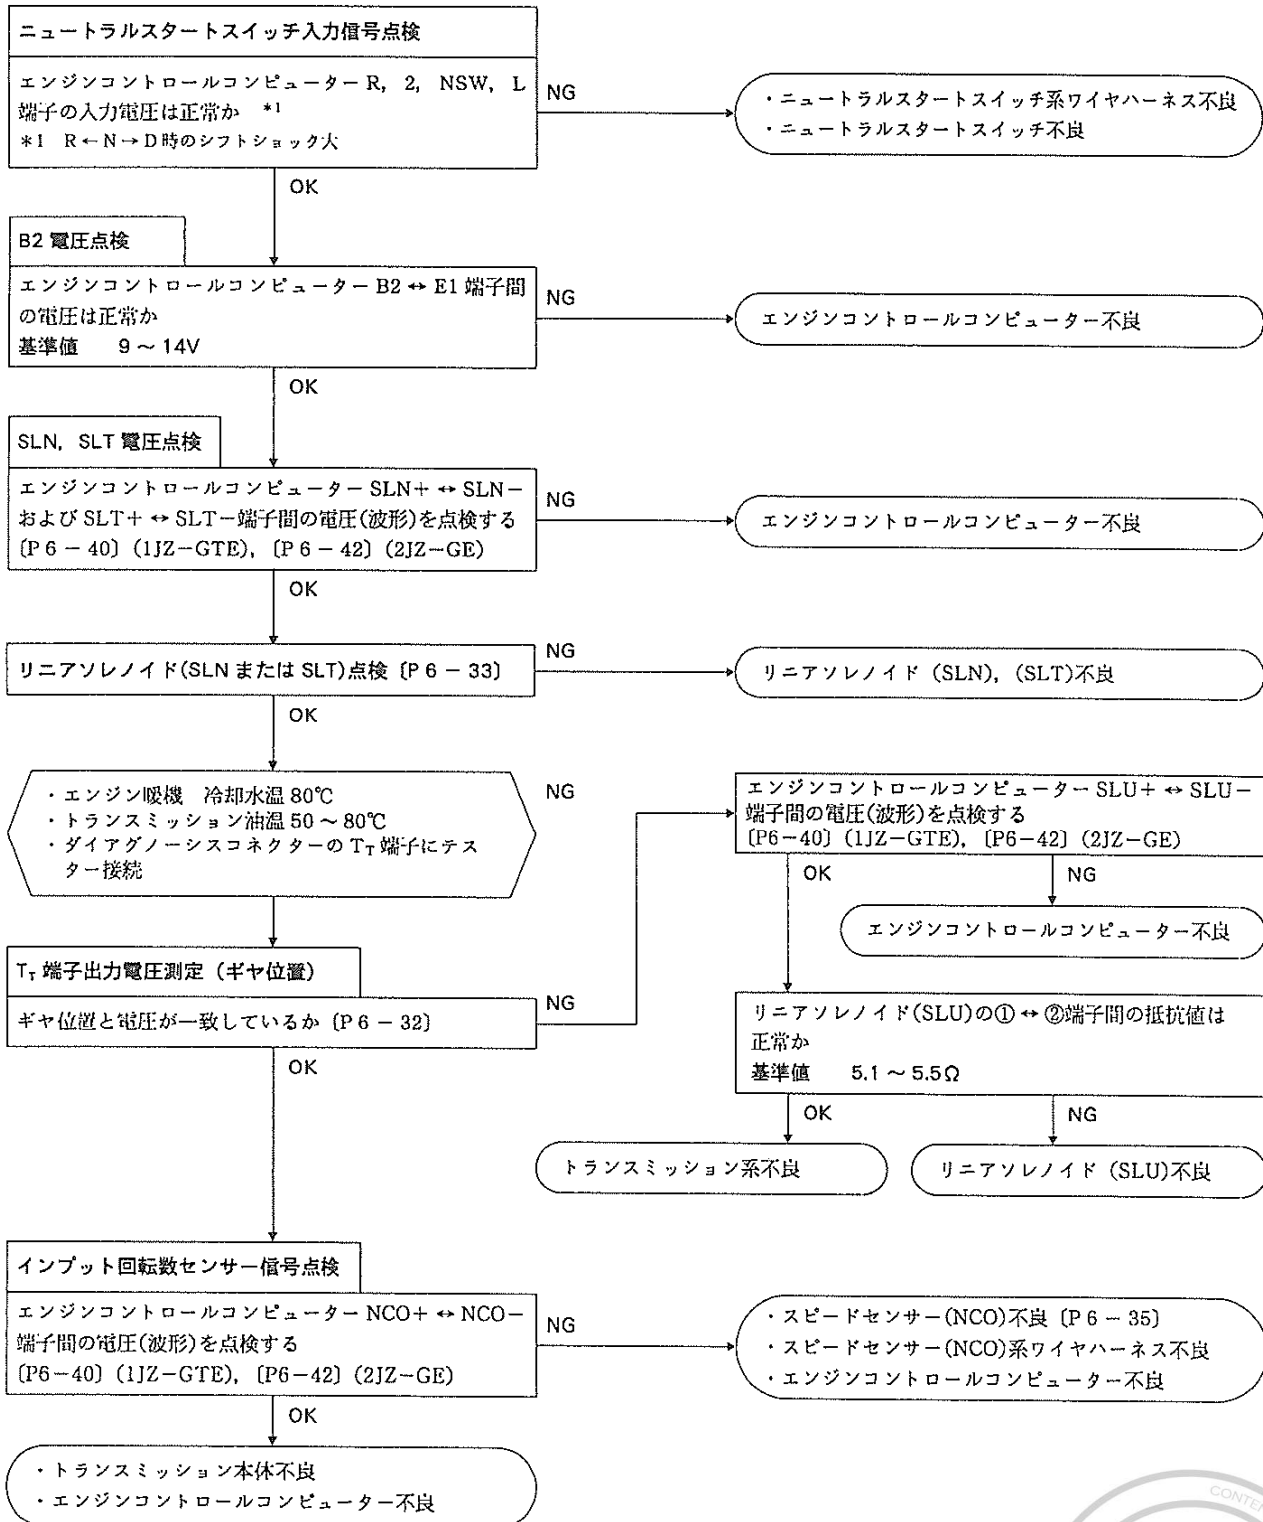 ニュートラルスタートスイッチ入力信号点検
エンジンコントロールコンピューター R, 2, NSW, L
端子の入力電圧は正常か *1
*1 R←N→D時のシフトショック大
NG
・ニュートラルスタートスイッチ系ワイヤハーネス不良
・ニュートラルスタートスイッチ不良
OK
B2 電圧点検
エンジンコントロールコンピューター B2 ↔ E1 端子間
の電圧は正常か
基準値 9 ～ 14V
NG
エンジンコントロールコンピューター不良
OK
SLN, SLT 電圧点検
エンジンコントロールコンピューター SLN+ ↔ SLN−
および SLT+ ↔ SLT−端子間の電圧(波形)を点検する
〔P 6 − 40〕(1JZ−GTE), 〔P 6 − 42〕(2JZ−GE)
NG
エンジンコントロールコンピューター不良
OK
リニアソレノイド(SLN または SLT)点検〔P 6 − 33〕
NG
リニアソレノイド (SLN), (SLT)不良
OK
・エンジン暖機 冷却水温 80℃
・トランスミッション油温 50 ～ 80℃
・ダイアグノーシスコネクターの TT 端子にテス
ター接続
NG
エンジンコントロールコンピューター SLU+ ↔ SLU−
端子間の電圧(波形)を点検する
〔P6−40〕(1JZ−GTE), 〔P6−42〕(2JZ−GE)
OK
NG
エンジンコントロールコンピューター不良
TT 端子出力電圧測定（ギヤ位置）
ギヤ位置と電圧が一致しているか〔P 6 − 32〕
NG
OK
リニアソレノイド(SLU)の① ↔ ②端子間の抵抗値は
正常か
基準値 5.1 ～ 5.5Ω
OK
NG
トランスミッション系不良
リニアソレノイド (SLU)不良
インプット回転数センサー信号点検
エンジンコントロールコンピューター NCO+ ↔ NCO−
端子間の電圧(波形)を点検する
〔P6−40〕(1JZ−GTE), 〔P6−42〕(2JZ−GE)
NG
・スピードセンサー(NCO)不良〔P 6 − 35〕
・スピードセンサー(NCO)系ワイヤハーネス不良
・エンジンコントロールコンピューター不良
OK
・トランスミッション本体不良
・エンジンコントロールコンピューター不良